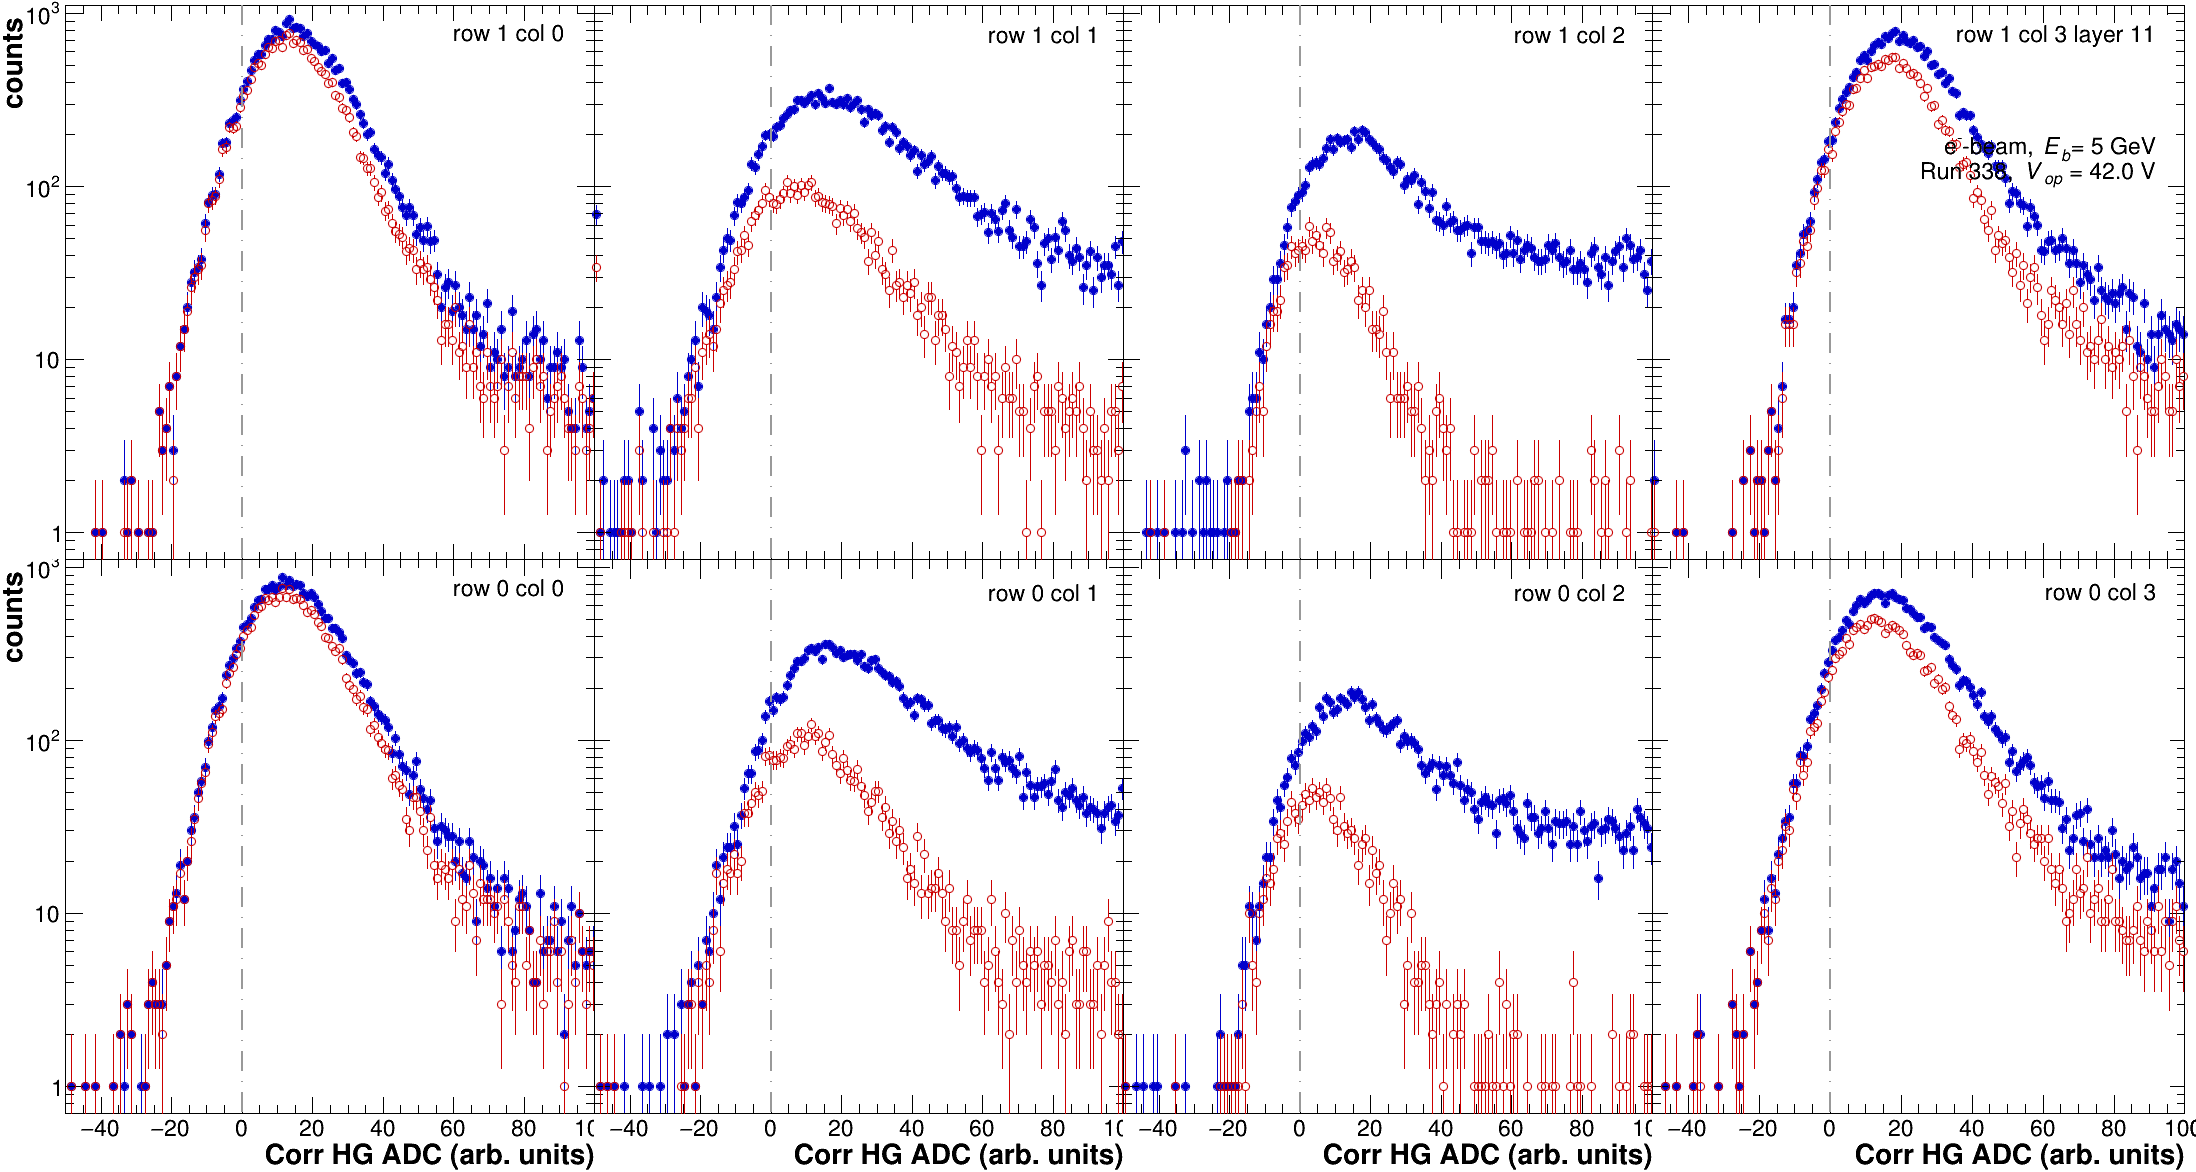 counts
10³
10²
10
1
row 1 col 0
row 1 col 1
row 1 col 2
row 1 col 3 layer 11
e⁻-beam, E_b= 5 GeV
Run 338, V_op = 42.0 V
counts
10³
10²
10
1
row 0 col 0
row 0 col 1
row 0 col 2
row 0 col 3
−40 −20 0 20 40 60 80 10 −40 −20 0 20 40 60 80 10 −40 −20 0 20 40 60 80 10 −40 −20 0 20 40 60 80 100
Corr HG ADC (arb. units) Corr HG ADC (arb. units) Corr HG ADC (arb. units) Corr HG ADC (arb. units)